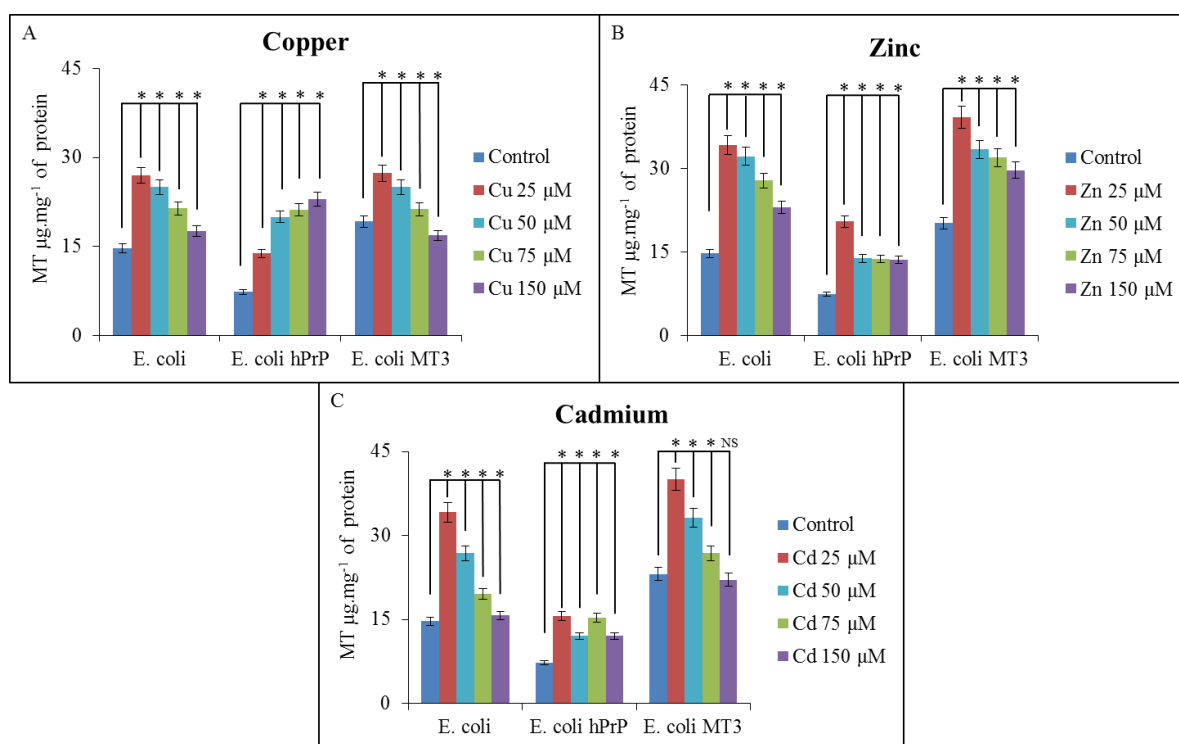 A
Copper
45
30
15
0
MT µg.mg⁻¹ of protein
* * * *
* * * *
* * * *
E. coli
E. coli hPrP
E. coli MT3
Control
Cu 25 µM
Cu 50 µM
Cu 75 µM
Cu 150 µM
B
Zinc
45
30
15
0
MT µg.mg⁻¹ of protein
* * * *
* * * *
* * * *
E. coli
E. coli hPrP
E. coli MT3
Control
Zn 25 µM
Zn 50 µM
Zn 75 µM
Zn 150 µM
C
Cadmium
45
30
15
0
MT µg.mg⁻¹ of protein
* * * *
* * * *
* * * NS
E. coli
E. coli hPrP
E. coli MT3
Control
Cd 25 µM
Cd 50 µM
Cd 75 µM
Cd 150 µM